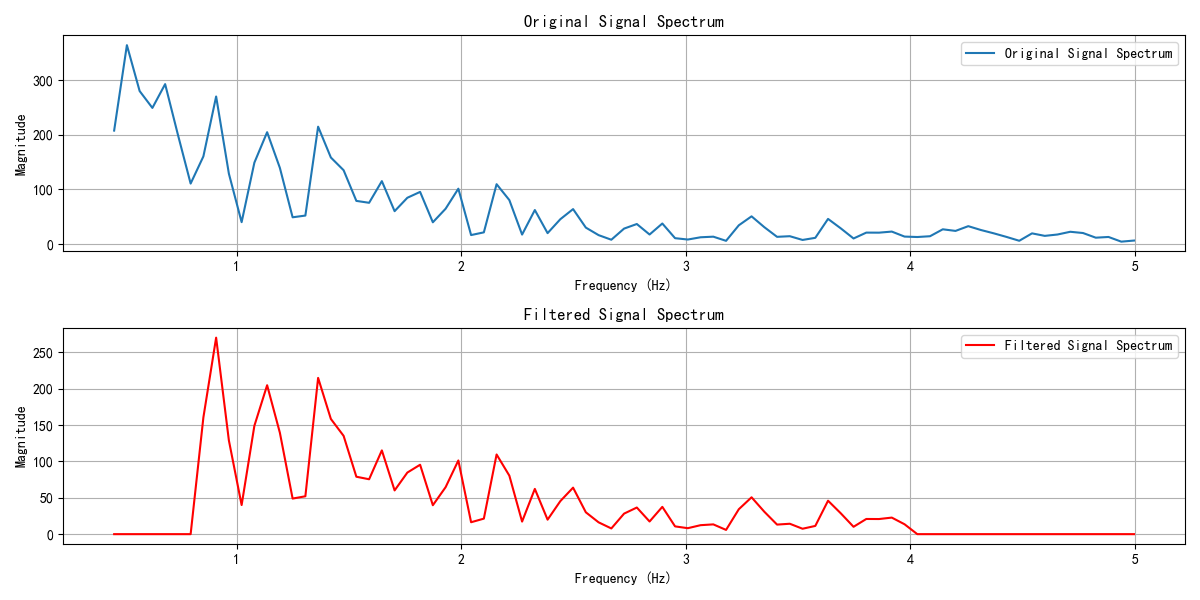 Original Signal Spectrum
Original Signal Spectrum
Magnitude
300
200
100
0
1 2 3 4 5
Frequency (Hz)
Filtered Signal Spectrum
Filtered Signal Spectrum
Magnitude
250
200
150
100
50
0
1 2 3 4 5
Frequency (Hz)